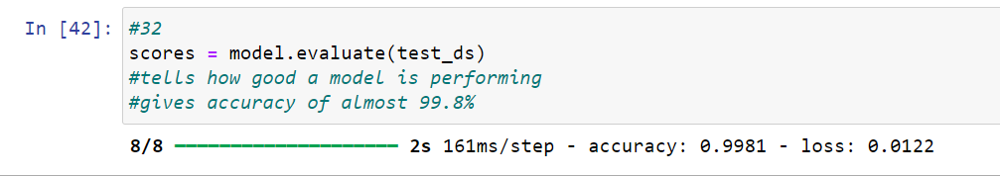 In [42]: #32
scores = model.evaluate(test_ds)
#tells how good a model is performing
#gives accuracy of almost 99.8%
8/8 ━━━━━━━━━━━━━━━━━━━━ 2s 161ms/step - accuracy: 0.9981 - loss: 0.0122